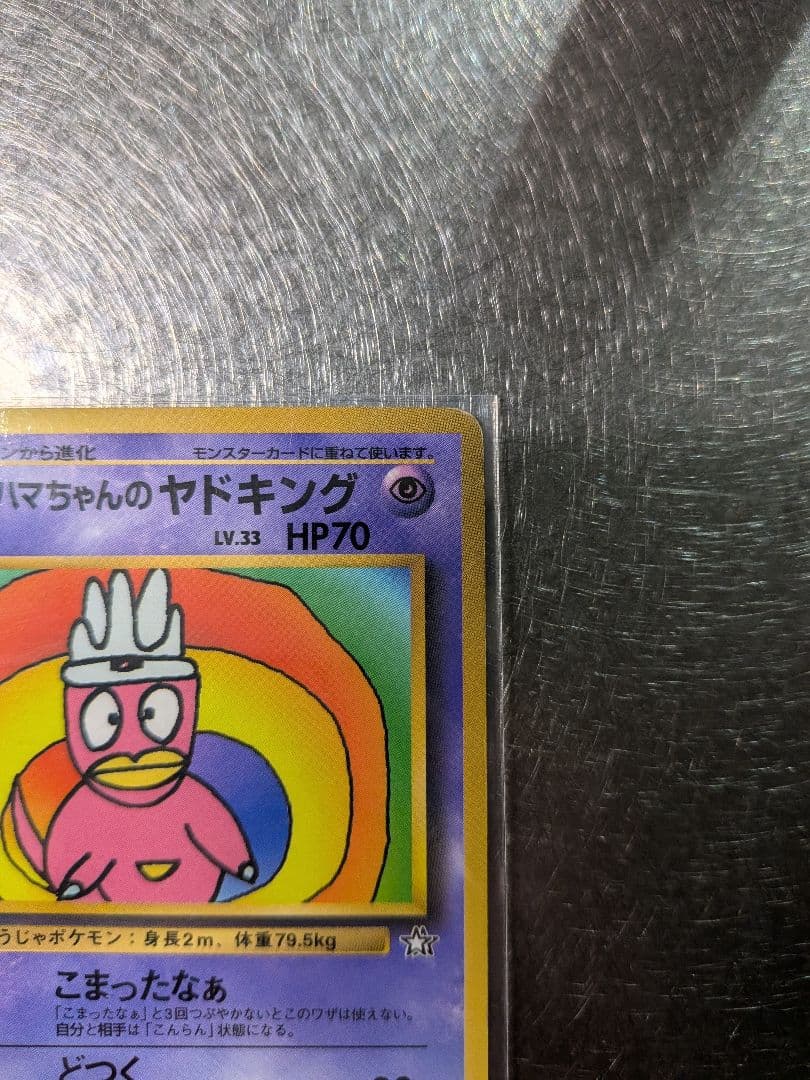 ンから進化
モンスターカードに重ねて使います。
ハマちゃんの ヤドキング
LV.33 HP70
うじゃポケモン：身長2m、体重79.5kg
こまったなぁ
「こまったなぁ」と3回つぶやかないとこのワザは使えない。
自分と相手は「こんらん」状態になる。
どつく